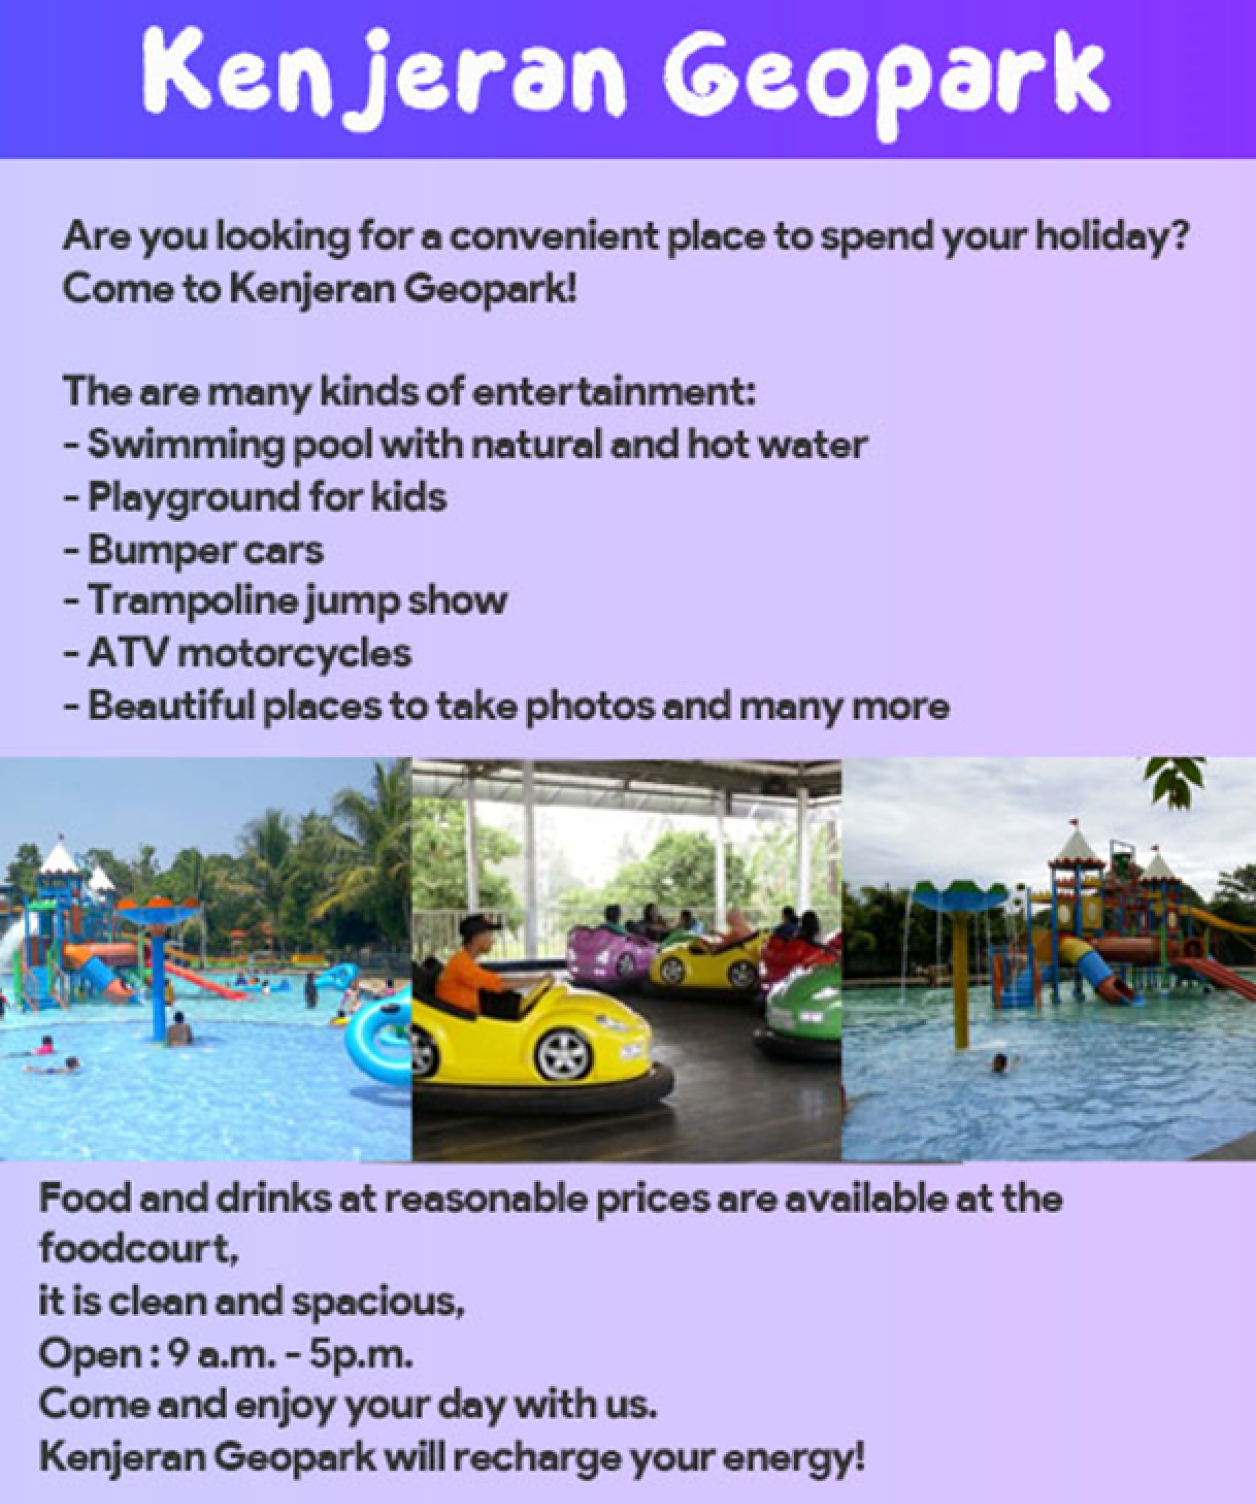 Kenjeran Geopark
Are you looking for a convenient place to spend your holiday?
Come to Kenjeran Geopark!
The are many kinds of entertainment:
- Swimming pool with natural and hot water
- Playground for kids
- Bumper cars
- Trampoline jump show
- ATV motorcycles
- Beautiful places to take photos and many more
Food and drinks at reasonable prices are available at the
foodcourt,
it is clean and spacious,
Open : 9 a.m. - 5p.m.
Come and enjoy your day with us.
Kenjeran Geopark will recharge your energy!